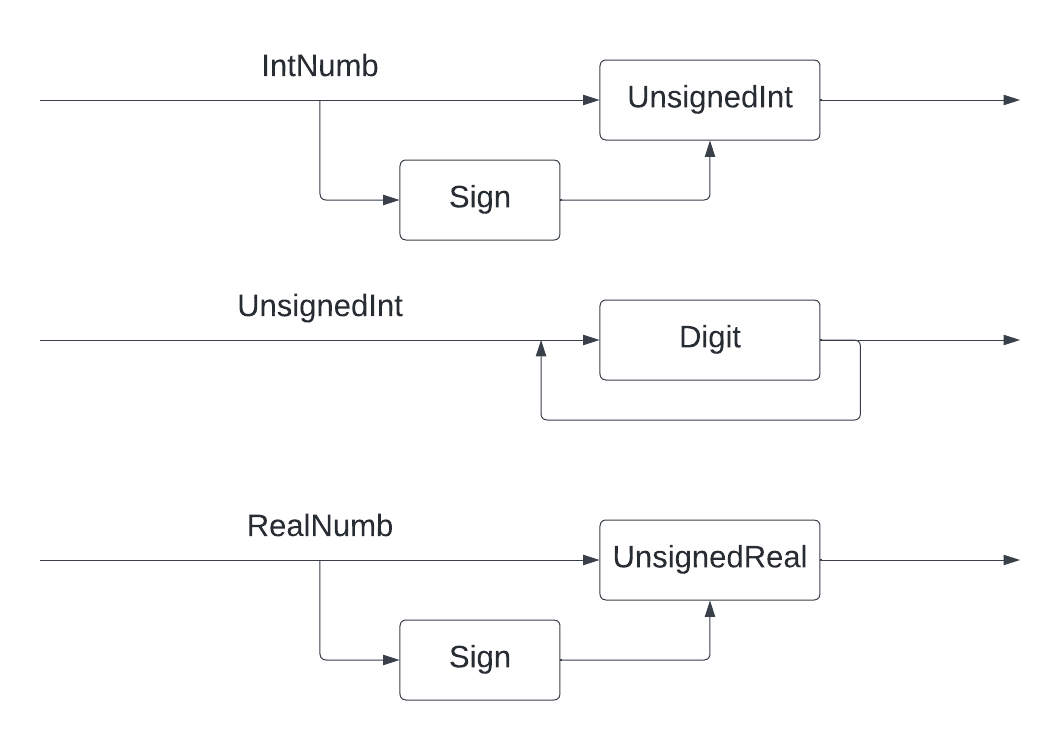 IntNumb
UnsignedInt
Sign
UnsignedInt
Digit
RealNumb
UnsignedReal
Sign